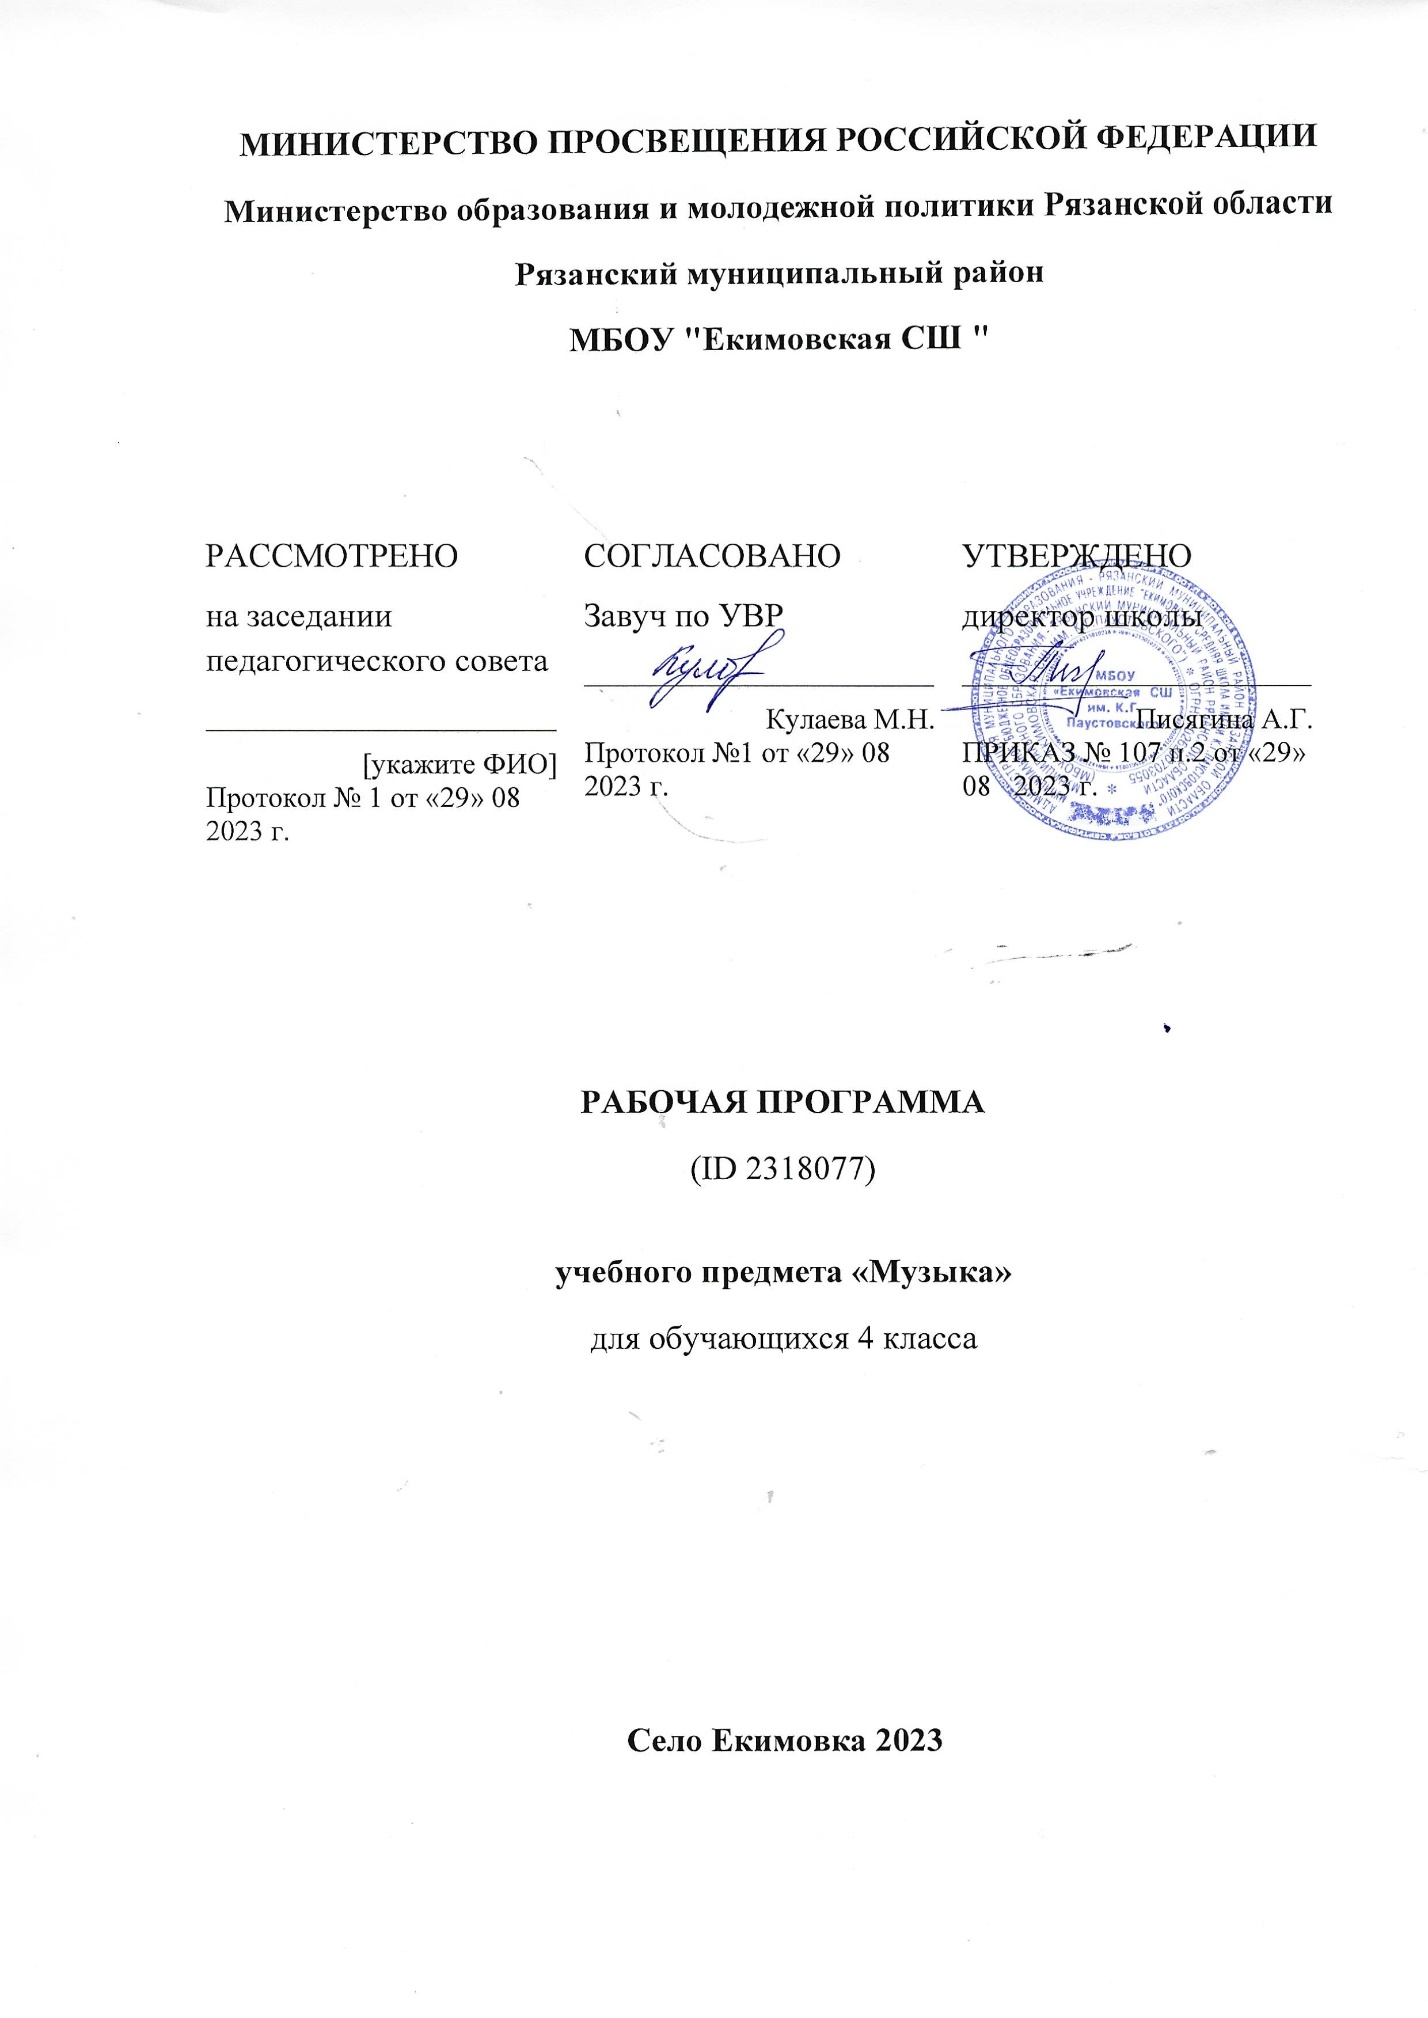 МИНИСТЕРСТВО ПРОСВЕЩЕНИЯ РОССИЙСКОЙ ФЕДЕРАЦИИ
Министерство образования и молодежной политики Рязанской области
Рязанский муниципальный район
МБОУ "Екимовская СШ "
РАССМОТРЕНО
на заседании
педагогического совета
[укажите ФИО]
Протокол № 1 от «29» 08
2023 г.
СОГЛАСОВАНО
Завуч по УВР
Кулаева М.Н.
Протокол №1 от «29» 08
2023 г.
УТВЕРЖДЕНО
директор школы
Писягина А.Г.
ПРИКАЗ № 107 п.2 от «29»
08 2023 г.
МБОУ
«Екимовская СШ
им. К.Г.
Паустовского»
РАБОЧАЯ ПРОГРАММА
(ID 2318077)
учебного предмета «Музыка»
для обучающихся 4 класса
Село Екимовка 2023